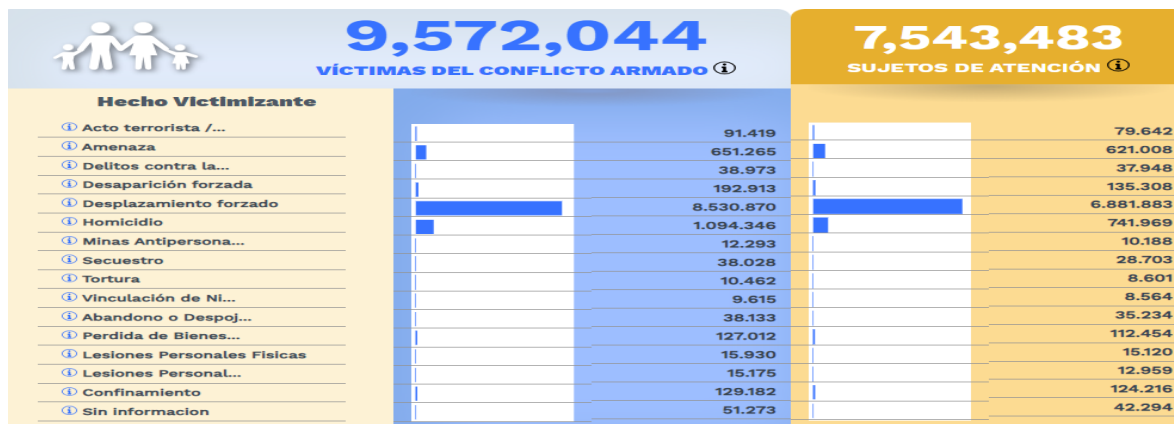 9,572,044
VÍCTIMAS DEL CONFLICTO ARMADO
7,543,483
SUJETOS DE ATENCIÓN
Hecho Victimizante
Acto terrorista /... 91.419 79.642
Amenaza 651.265 621.008
Delitos contra la... 38.973 37.948
Desaparición forzada 192.913 135.308
Desplazamiento forzado 8.530.870 6.881.883
Homicidio 1.094.346 741.969
Minas Antipersona... 12.293 10.188
Secuestro 38.028 28.703
Tortura 10.462 8.601
Vinculación de Ni... 9.615 8.564
Abandono o Despoj... 38.133 35.234
Perdida de Bienes... 127.012 112.454
Lesiones Personales Fisicas 15.930 15.120
Lesiones Personal... 15.175 12.959
Confinamiento 129.182 124.216
Sin informacion 51.273 42.294